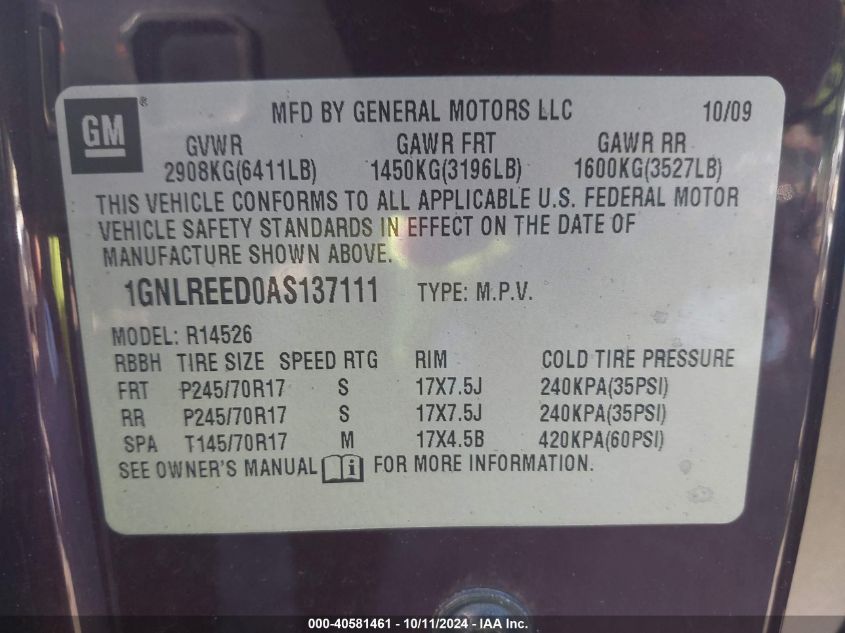 GM ® MFD BY GENERAL MOTORS LLC 10/09
GVWR GAWR FRT GAWR RR
2908KG(6411LB) 1450KG(3196LB) 1600KG(3527LB)
THIS VEHICLE CONFORMS TO ALL APPLICABLE U.S. FEDERAL MOTOR
VEHICLE SAFETY STANDARDS IN EFFECT ON THE DATE OF
MANUFACTURE SHOWN ABOVE.
1GNLREED0AS137111 TYPE: M.P.V.
MODEL: R14526
RBBH TIRE SIZE SPEED RTG RIM COLD TIRE PRESSURE
FRT P245/70R17 S 17X7.5J 240KPA(35PSI)
RR P245/70R17 S 17X7.5J 240KPA(35PSI)
SPA T145/70R17 M 17X4.5B 420KPA(60PSI)
SEE OWNER'S MANUAL FOR MORE INFORMATION.
000-40581461 - 10/11/2024 - IAA Inc.